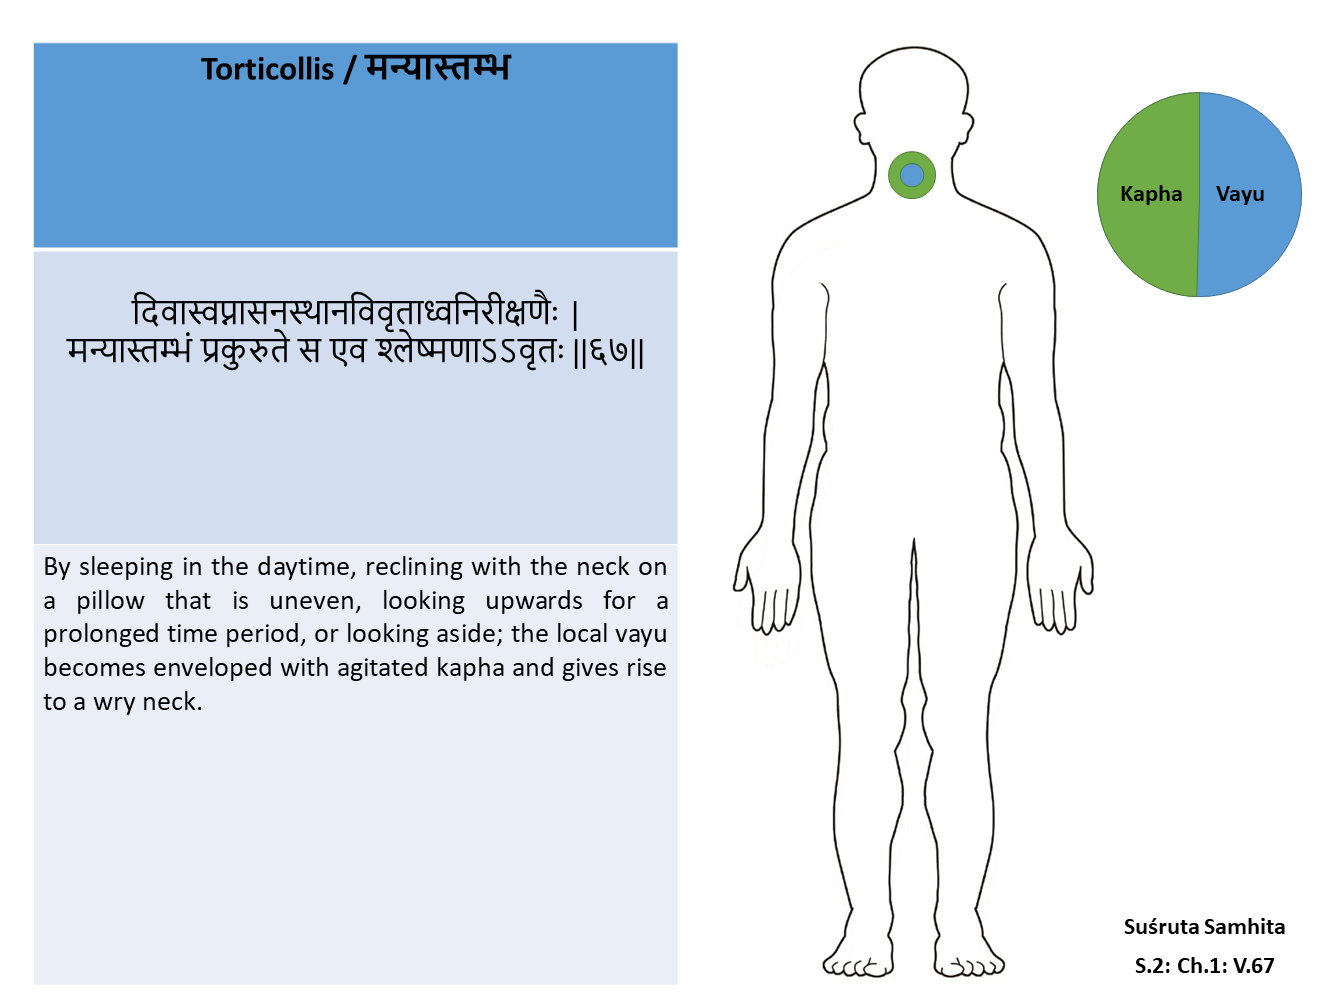 Torticollis / मन्यास्तम्भ
दिवास्वप्नासनस्थानविवृताध्वनिरीक्षणैः |
मन्यास्तम्भं प्रकुरुते स एव श्लेष्मणाऽऽवृतः ||६७||
By sleeping in the daytime, reclining with the neck on
a pillow that is uneven, looking upwards for a
prolonged time period, or looking aside; the local vayu
becomes enveloped with agitated kapha and gives rise
to a wry neck.
Kapha
Vayu
Suśruta Samhita
S.2: Ch.1: V.67